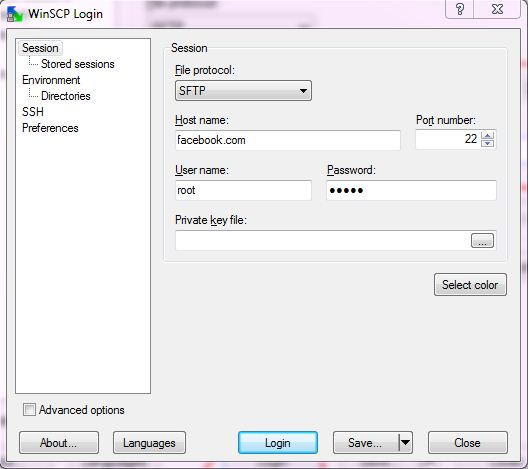 WinSCP Login
Session
Stored sessions
Environment
Directories
SSH
Preferences
Session
File protocol:
SFTP
Host name:
Port number:
facebook.com
22
User name:
Password:
root
●●●●●
Private key file:
...
Select color
Advanced options
About...
Languages
Login
Save...
Close